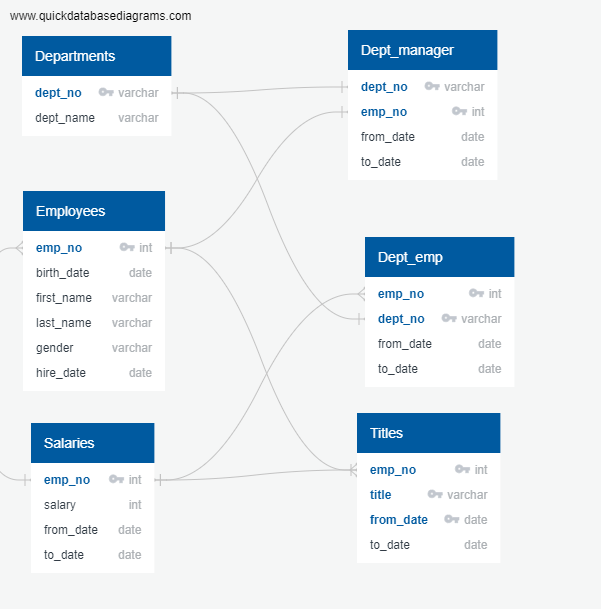 www.quickdatabasediagrams.com
Departments
dept_no varchar
dept_name varchar
Dept_manager
dept_no varchar
emp_no int
from_date date
to_date date
Employees
emp_no int
birth_date date
first_name varchar
last_name varchar
gender varchar
hire_date date
Dept_emp
emp_no int
dept_no varchar
from_date date
to_date date
Salaries
emp_no int
salary int
from_date date
to_date date
Titles
emp_no int
title varchar
from_date date
to_date date